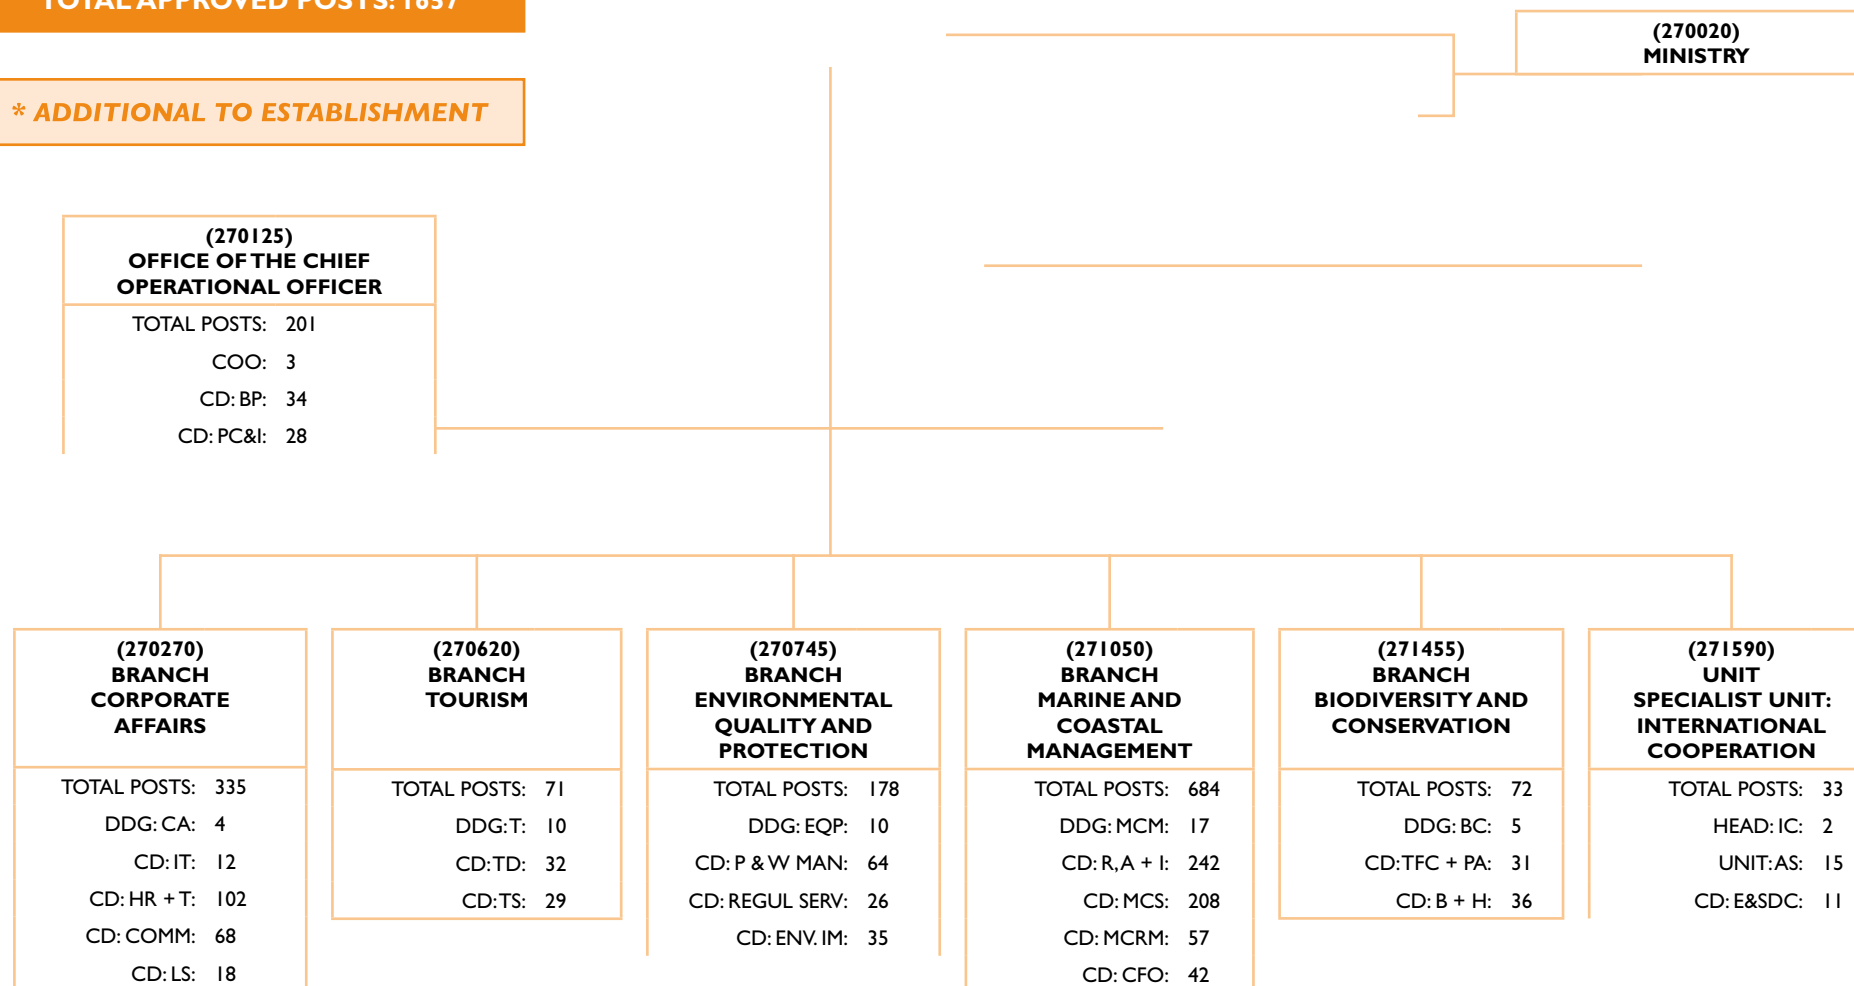 TOTAL APPROVED POSTS: 1657
(270020)
MINISTRY
* ADDITIONAL TO ESTABLISHMENT
(270125)
OFFICE OF THE CHIEF
OPERATIONAL OFFICER
TOTAL POSTS: 201
COO: 3
CD: BP: 34
CD: PC&I: 28
(270270)
BRANCH
CORPORATE
AFFAIRS
TOTAL POSTS: 335
DDG: CA: 4
CD: IT: 12
CD: HR + T: 102
CD: COMM: 68
CD: LS: 18
(270620)
BRANCH
TOURISM
TOTAL POSTS: 71
DDG:T: 10
CD:TD: 32
CD:TS: 29
(270745)
BRANCH
ENVIRONMENTAL
QUALITY AND
PROTECTION
TOTAL POSTS: 178
DDG: EQP: 10
CD: P & W MAN: 64
CD: REGUL SERV: 26
CD: ENV. IM: 35
(271050)
BRANCH
MARINE AND
COASTAL
MANAGEMENT
TOTAL POSTS: 684
DDG: MCM: 17
CD: R, A + I: 242
CD: MCS: 208
CD: MCRM: 57
CD: CFO: 42
(271455)
BRANCH
BIODIVERSITY AND
CONSERVATION
TOTAL POSTS: 72
DDG: BC: 5
CD:TFC + PA: 31
CD: B + H: 36
(271590)
UNIT
SPECIALIST UNIT:
INTERNATIONAL
COOPERATION
TOTAL POSTS: 33
HEAD: IC: 2
UNIT: AS: 15
CD: E&SDC: 11